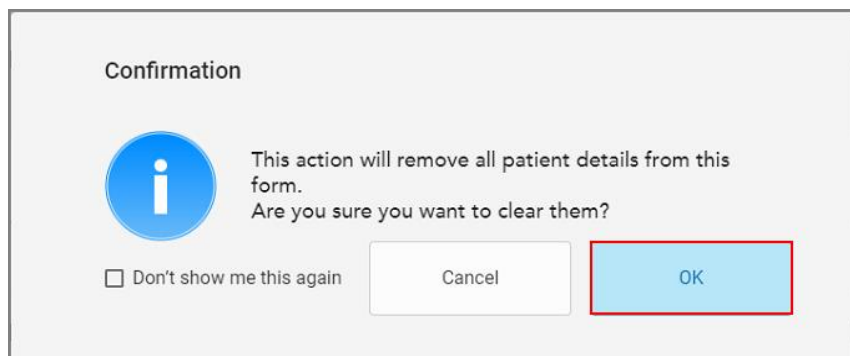 Confirmation
This action will remove all patient details from this
form.
Are you sure you want to clear them?
Don't show me this again
Cancel
OK